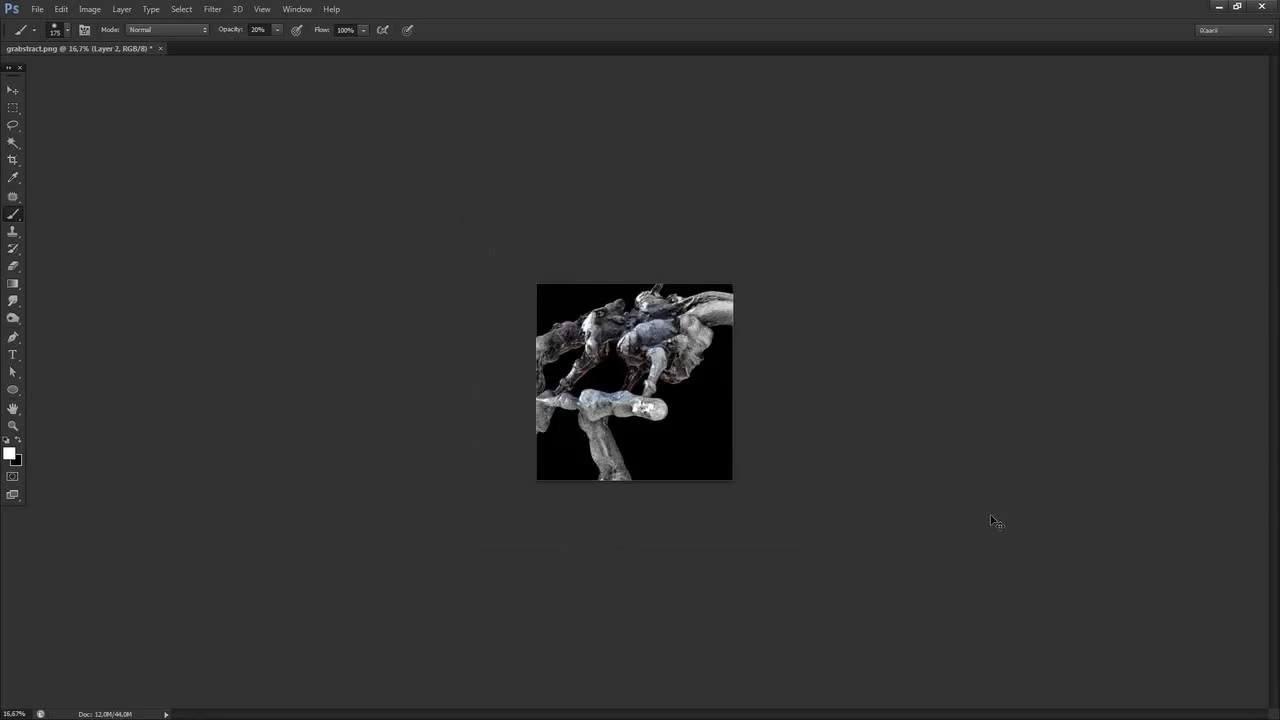 Ps File Edit Image Layer Type Select Filter 3D View Window Help
175 Mode: Normal Opacity: 20% Flow: 100%
grabstract.png @ 16,7% (Layer 2, RGB/8) *
16,67% Doc: 12,0M/44,0M